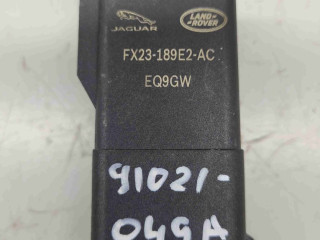 JAGUAR
LAND
ROVER
FX23-189E2-AC
EQ9GW
91021-
049A